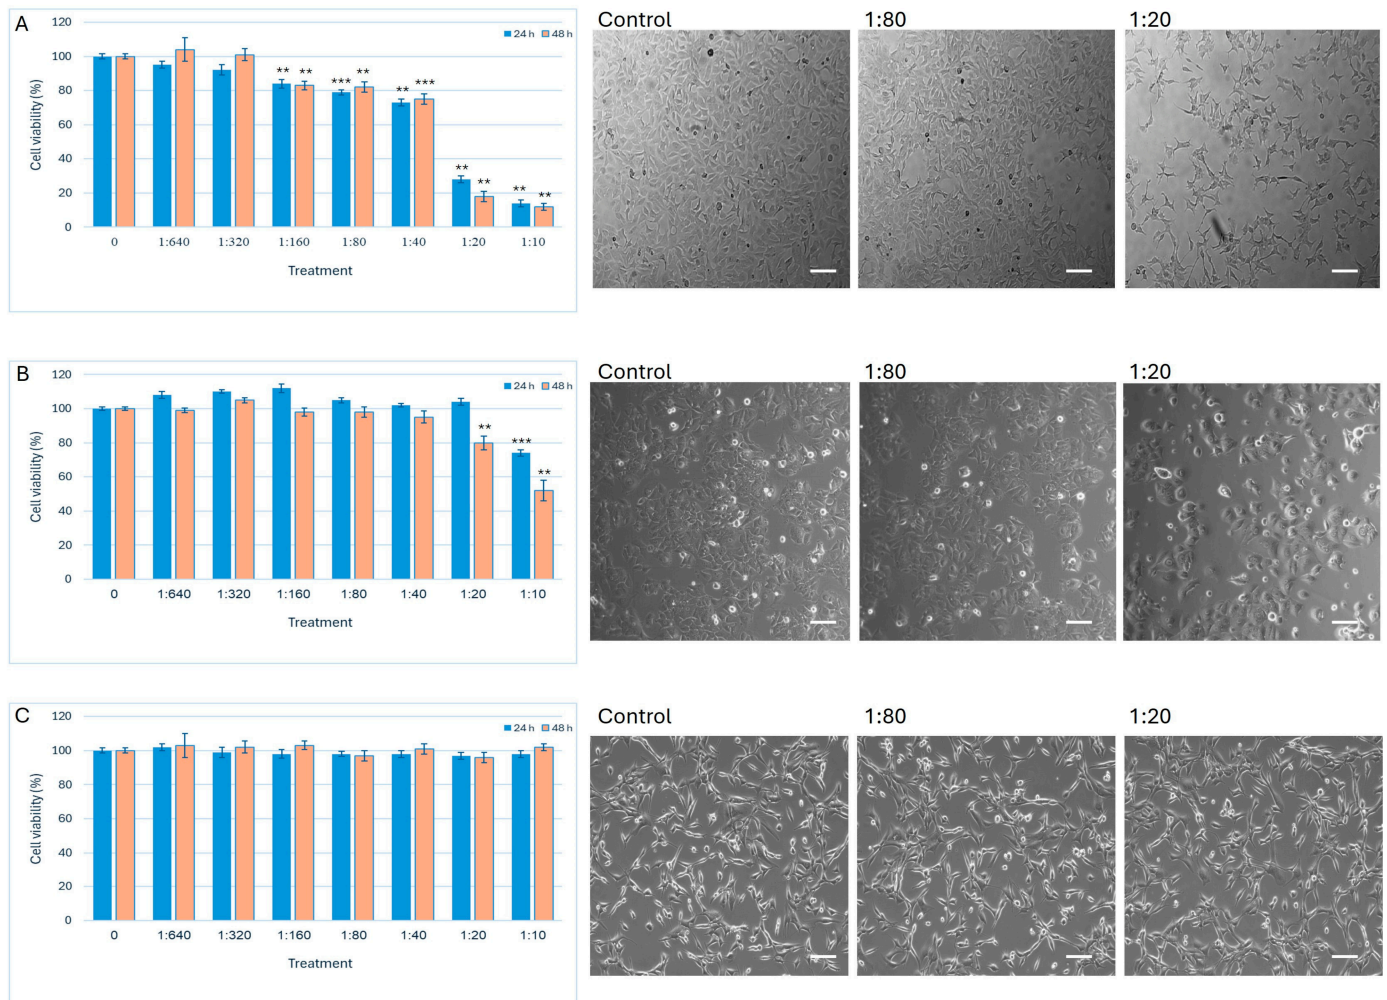 A
120
100
80
60
40
20
0
Cell viability (%)
24 h 48 h
** ** *** ** ** *** ** ** ** **
0 1:640 1:320 1:160 1:80 1:40 1:20 1:10
Treatment
Control 1:80 1:20
B
120
100
80
60
40
20
0
Cell viability (%)
24 h 48 h
** *** **
0 1:640 1:320 1:160 1:80 1:40 1:20 1:10
Treatment
Control 1:80 1:20
C
120
100
80
60
40
20
0
Cell viability (%)
24 h 48 h
0 1:640 1:320 1:160 1:80 1:40 1:20 1:10
Treatment
Control 1:80 1:20